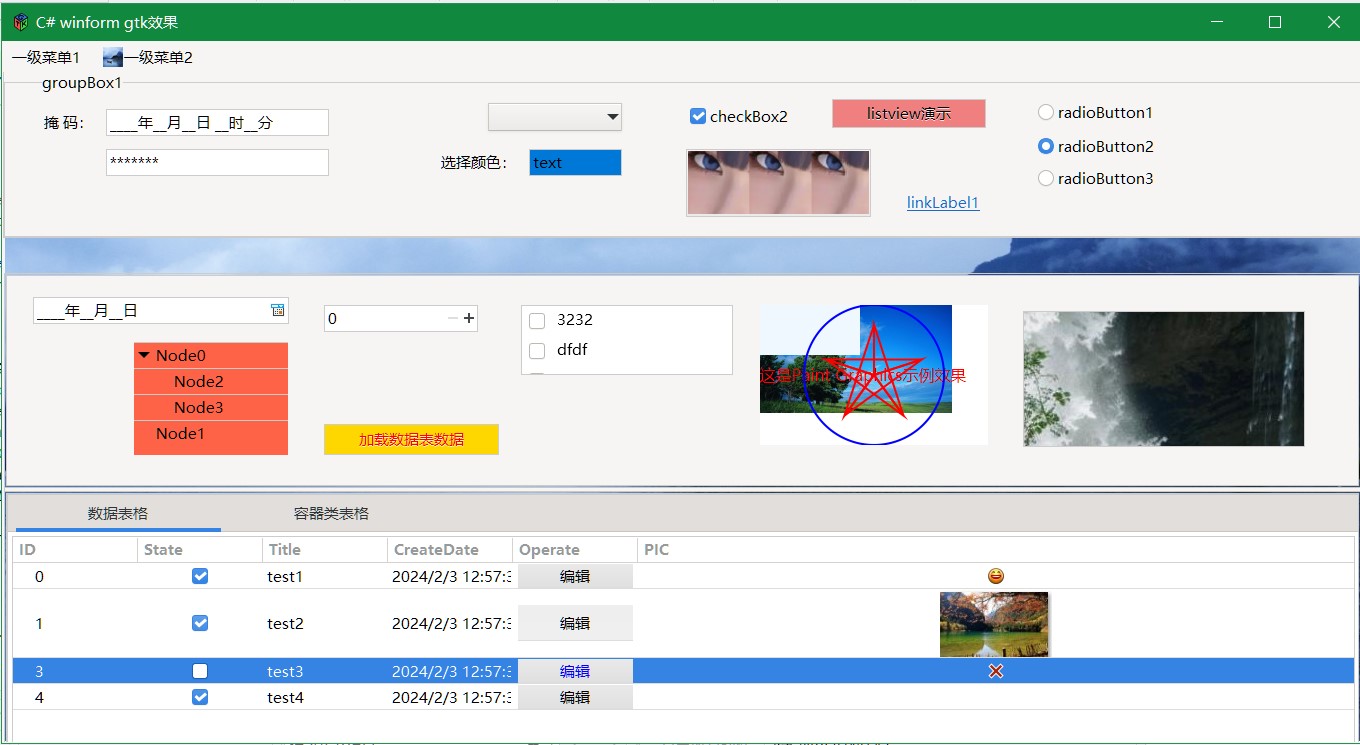 C# winform gtk效果
一级菜单1 一级菜单2
groupBox1
掩 码： ____年__月__日 __时__分
checkBox2
listview演示
radioButton1
*******
选择颜色： text
radioButton2
radioButton3
linkLabel1
____年__月__日
0
3232
dfdf
Node0
Node2
Node3
Node1
加载数据表数据
这是Paint Graphics示例效果
数据表格 容器类表格
ID State Title CreateDate Operate PIC
0 test1 2024/2/3 12:57:3 编辑
1 test2 2024/2/3 12:57:3 编辑
3 test3 2024/2/3 12:57:3 编辑
4 test4 2024/2/3 12:57:3 编辑